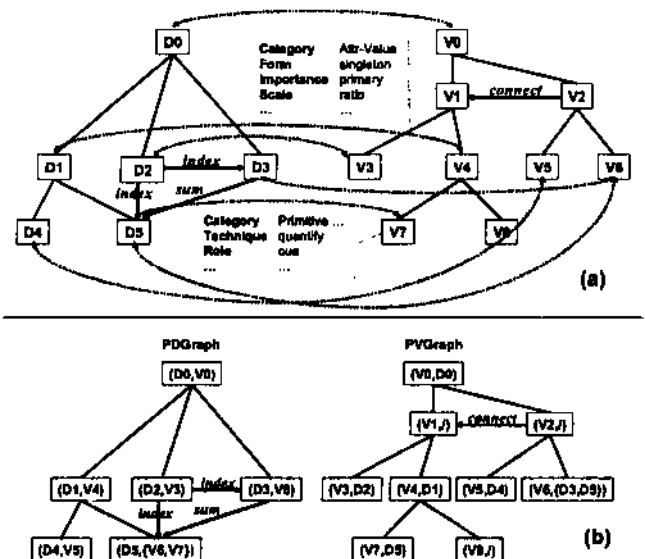 (a)
D0 V0
Category Attr-Value
Form singleton
Importance primary
Scale ratio
... ...
V1 connect V2
D1 D2 index D3 V3 V4 V5 V6
index sum
Category Primitive ...
Technique quantify
Role cue
... ...
D4 D5 V7 V8
(a)
PDGraph PVGraph
(D0,V0) (V0,D0)
(V1,/) connect (V2,/)
(D1,V4) (D2,V3) index (D3,V6) (V3,D2) (V4,D1) (V5,D4) (V6,{D3,D5})
index sum
(D4,V5) (D5,{V6,V7}) (V7,D5) (V8,/)
(b)